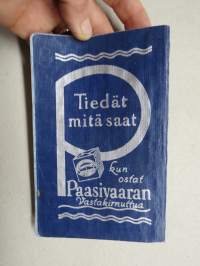 Tiedät
mitä saat
kun
ostat
Paasivaaran
Vastakirnuttua